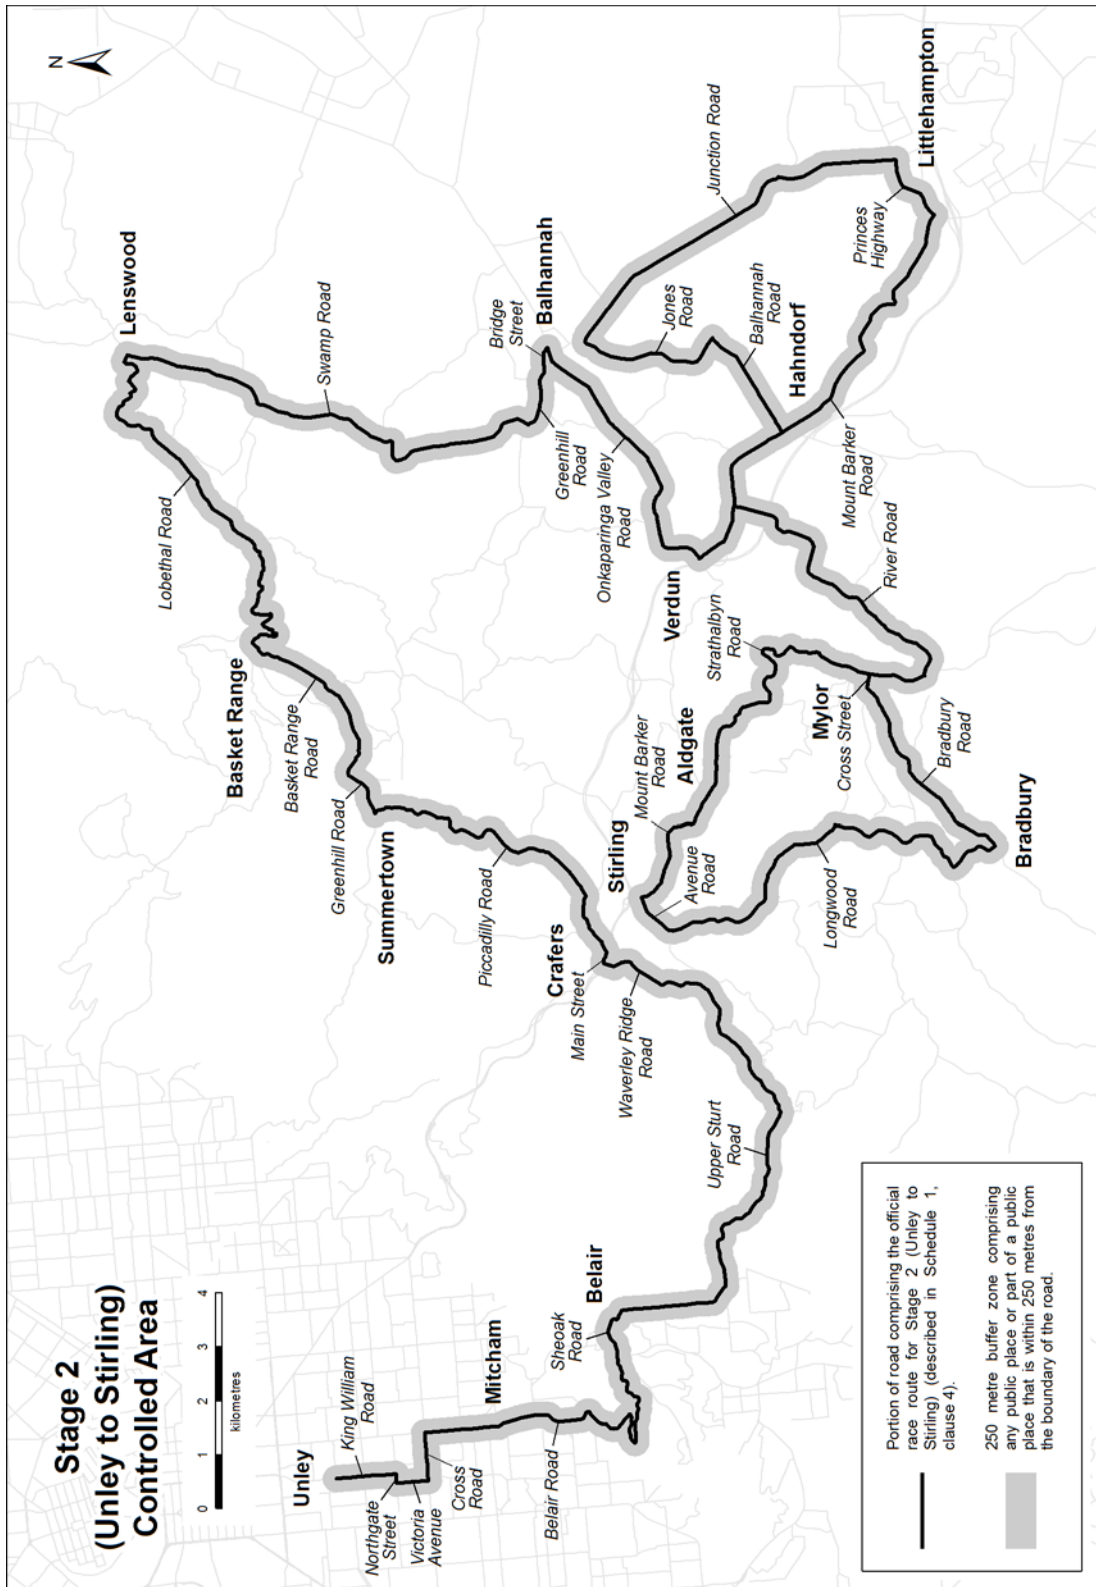 Stage 2
(Unley to Stirling)
Controlled Area
0 1 2 3 4
kilometres
N
Unley
King William
Road
Northgate
Street
Victoria
Avenue
Cross
Road
Mitcham
Belair Road
Sheoak
Road
Belair
Upper Sturt
Road
Waverley Ridge
Road
Main Street
Crafers
Piccadilly Road
Summertown
Greenhill Road
Basket Range
Road
Basket Range
Lobethal Road
Lenswood
Swamp Road
Bridge
Street
Balhannah
Greenhill
Road
Onkaparinga Valley
Road
Verdun
Jones
Road
Junction Road
Balhannah
Road
Hahndorf
Princes
Highway
Littlehampton
Mount Barker
Road
River Road
Strathalbyn
Road
Mylor
Cross Street
Aldgate
Mount Barker
Road
Stirling
Avenue
Road
Longwood
Road
Bradbury
Road
Bradbury
Portion of road comprising the official
race route for Stage 2 (Unley to
Stirling) (described in Schedule 1,
clause 4).
250 metre buffer zone comprising
any public place or part of a public
place that is within 250 metres from
the boundary of the road.